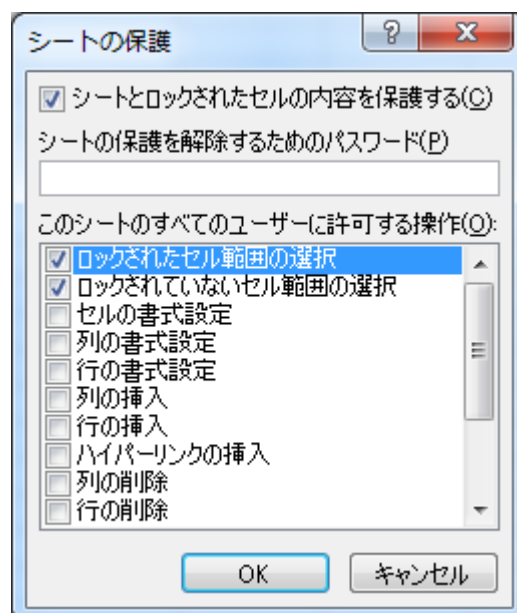 シートの保護
シートとロックされたセルの内容を保護する(C)
シートの保護を解除するためのパスワード(P)
このシートのすべてのユーザーに許可する操作(O):
ロックされたセル範囲の選択
ロックされていないセル範囲の選択
セルの書式設定
列の書式設定
行の書式設定
列の挿入
行の挿入
ハイパーリンクの挿入
列の削除
行の削除
OK キャンセル